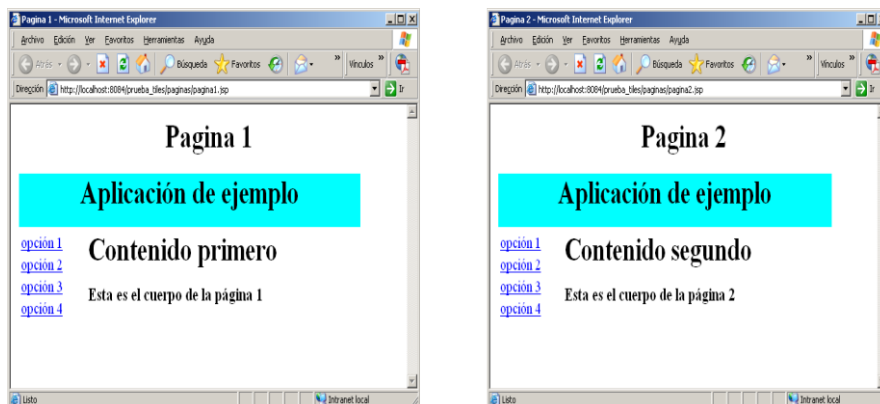 Pagina 1 - Microsoft Internet Explorer
Archivo Edición Ver Favoritos Herramientas Ayuda
Atrás Búsqueda Favoritos » Vínculos »
Dirección http://localhost:8084/prueba_tiles/paginas/pagina1.jsp Ir
Pagina 1
Aplicación de ejemplo
opción 1
opción 2
opción 3
opción 4
Contenido primero
Esta es el cuerpo de la página 1
Listo Intranet local
Pagina 2 - Microsoft Internet Explorer
Archivo Edición Ver Favoritos Herramientas Ayuda
Atrás Búsqueda Favoritos » Vínculos »
Dirección http://localhost:8084/prueba_tiles/paginas/pagina2.jsp Ir
Pagina 2
Aplicación de ejemplo
opción 1
opción 2
opción 3
opción 4
Contenido segundo
Esta es el cuerpo de la página 2
Listo Intranet local